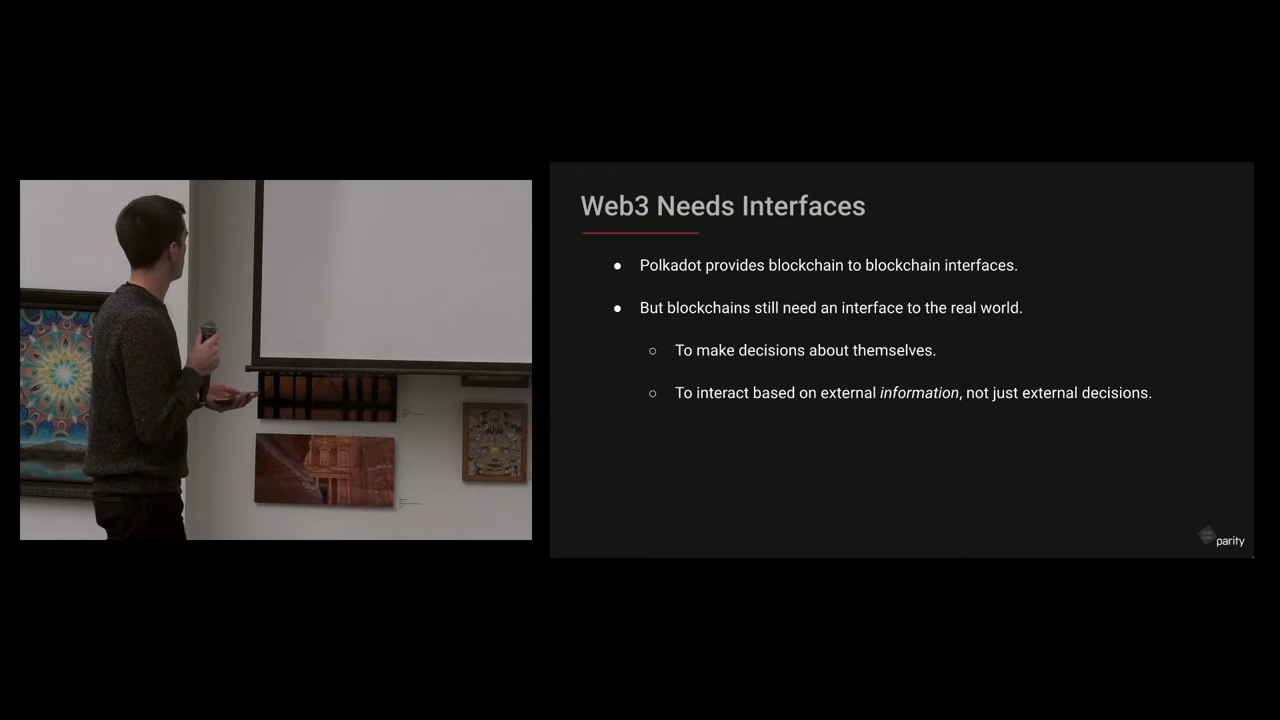 Web3 Needs Interfaces
● Polkadot provides blockchain to blockchain interfaces.
● But blockchains still need an interface to the real world.
○ To make decisions about themselves.
○ To interact based on external information, not just external decisions.
parity